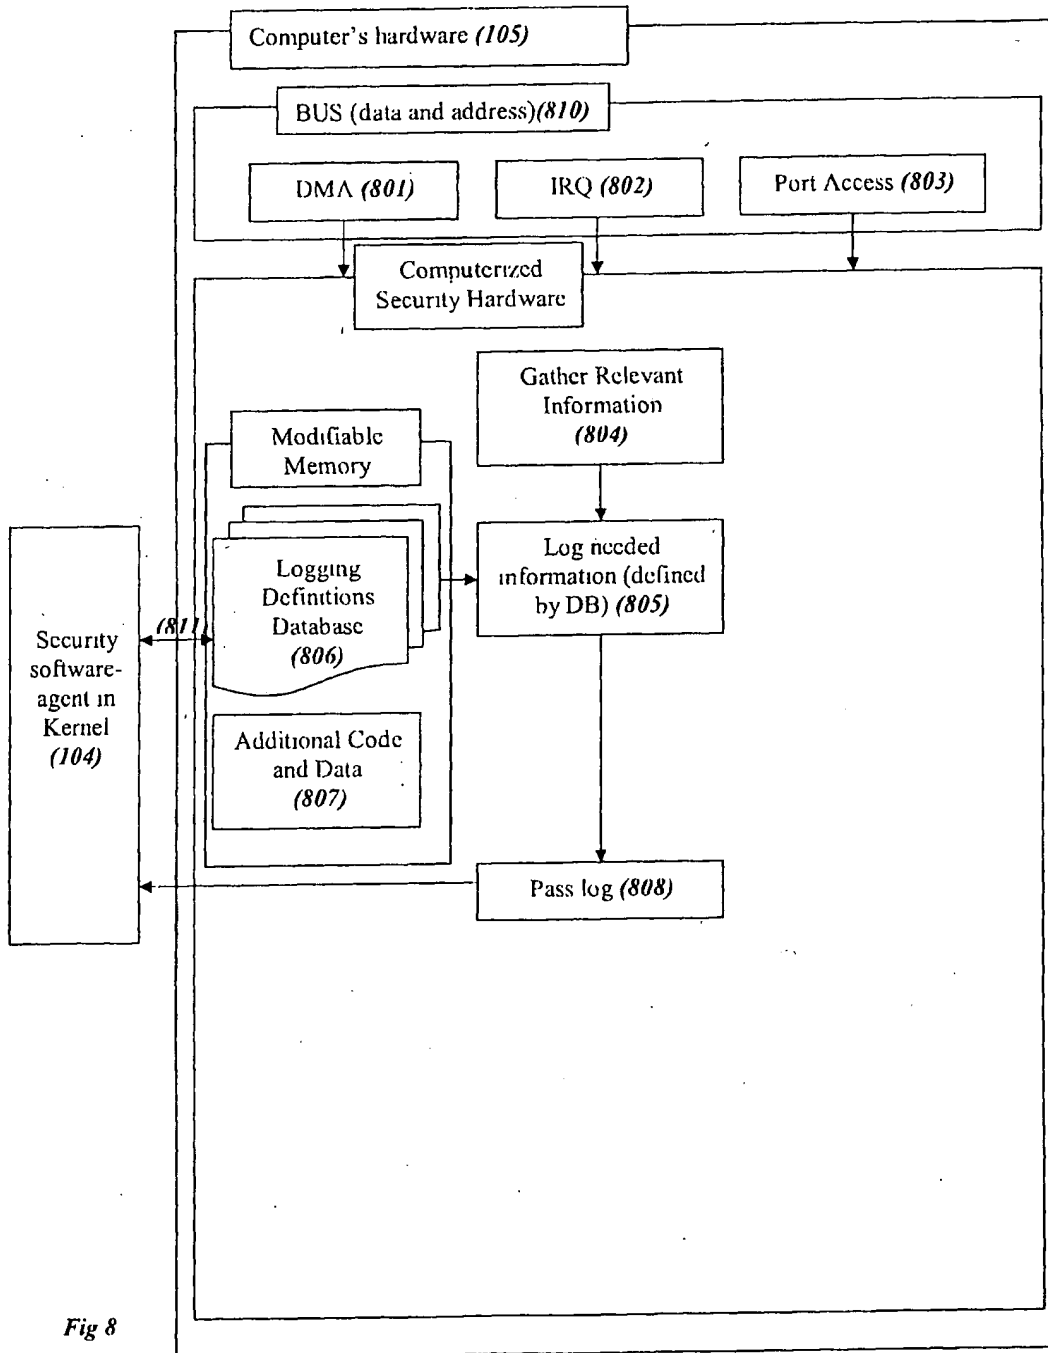 Computer's hardware (105)
BUS (data and address)(810)
DMA (801)
IRQ (802)
Port Access (803)
Computerized
Security Hardware
Gather Relevant
Information
(804)
Modifiable
Memory
Logging
Definitions
Database
(806)
Log needed
information (defined
by DB) (805)
(811)
Security
software-
agent in
Kernel
(104)
Additional Code
and Data
(807)
Pass log (808)
Fig 8